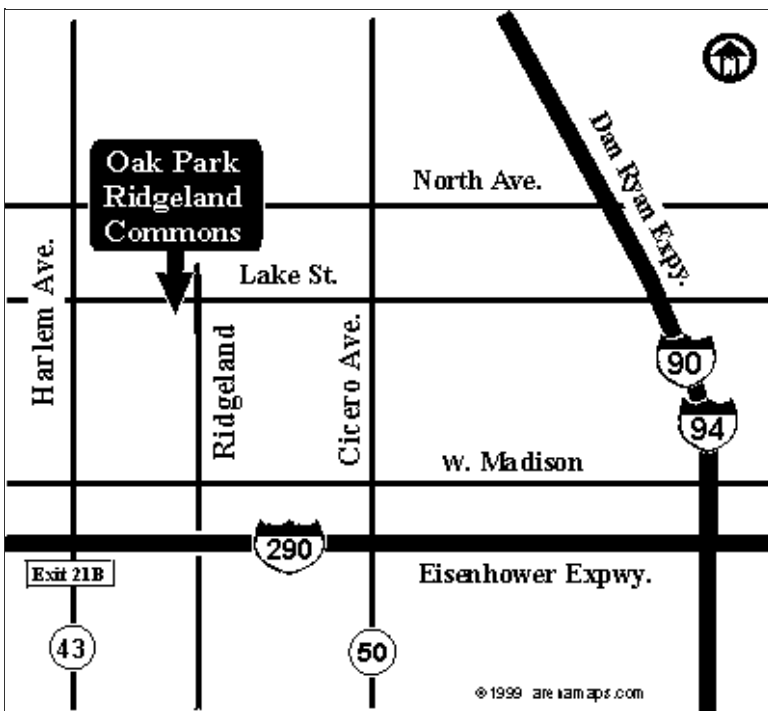 Oak Park
Ridgeland
Commons
North Ave.
Dan Ryan Expy.
Lake St.
Harlem Ave.
Ridgeland
Cicero Ave.
90
94
W. Madison
290
Exit 21B
Eisenhower Expwy.
43
50
©1999 arenamaps.com